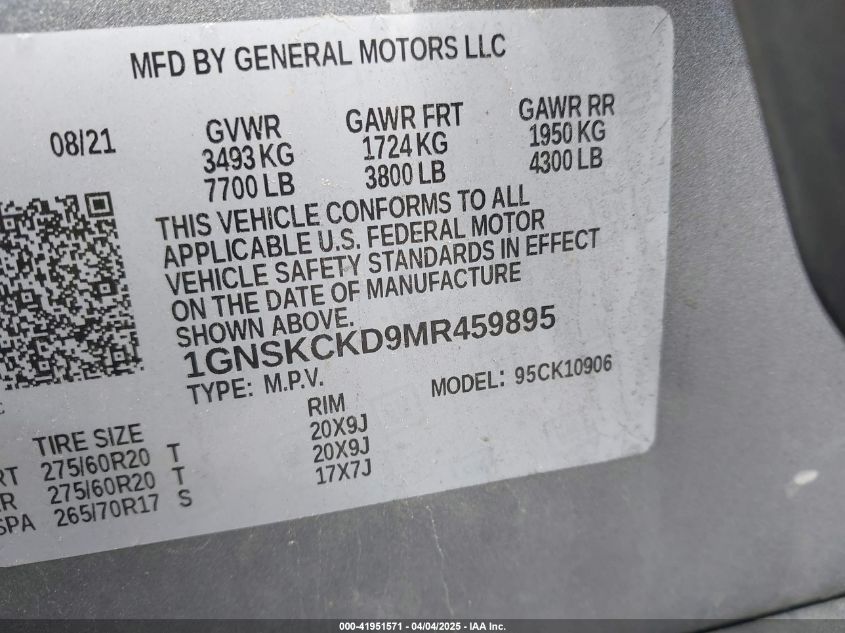 MFD BY GENERAL MOTORS LLC
08/21
GVWR GAWR FRT GAWR RR
3493 KG 1724 KG 1950 KG
7700 LB 3800 LB 4300 LB
THIS VEHICLE CONFORMS TO ALL
APPLICABLE U.S. FEDERAL MOTOR
VEHICLE SAFETY STANDARDS IN EFFECT
ON THE DATE OF MANUFACTURE
SHOWN ABOVE.
1GNSKCKD9MR459895
TYPE: M.P.V. MODEL: 95CK10906
TIRE SIZE RIM
RT 275/60R20 T 20X9J
RR 275/60R20 T 20X9J
SPA 265/70R17 S 17X7J
000-41951571 - 04/04/2025 - IAA Inc.